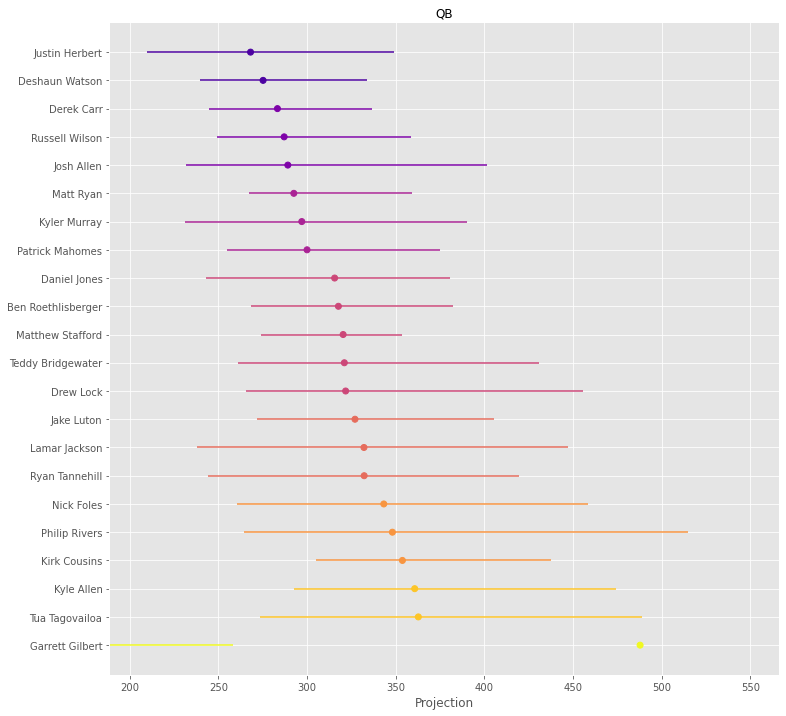 QB
Justin Herbert
Deshaun Watson
Derek Carr
Russell Wilson
Josh Allen
Matt Ryan
Kyler Murray
Patrick Mahomes
Daniel Jones
Ben Roethlisberger
Matthew Stafford
Teddy Bridgewater
Drew Lock
Jake Luton
Lamar Jackson
Ryan Tannehill
Nick Foles
Philip Rivers
Kirk Cousins
Kyle Allen
Tua Tagovailoa
Garrett Gilbert
200 250 300 350 400 450 500 550
Projection